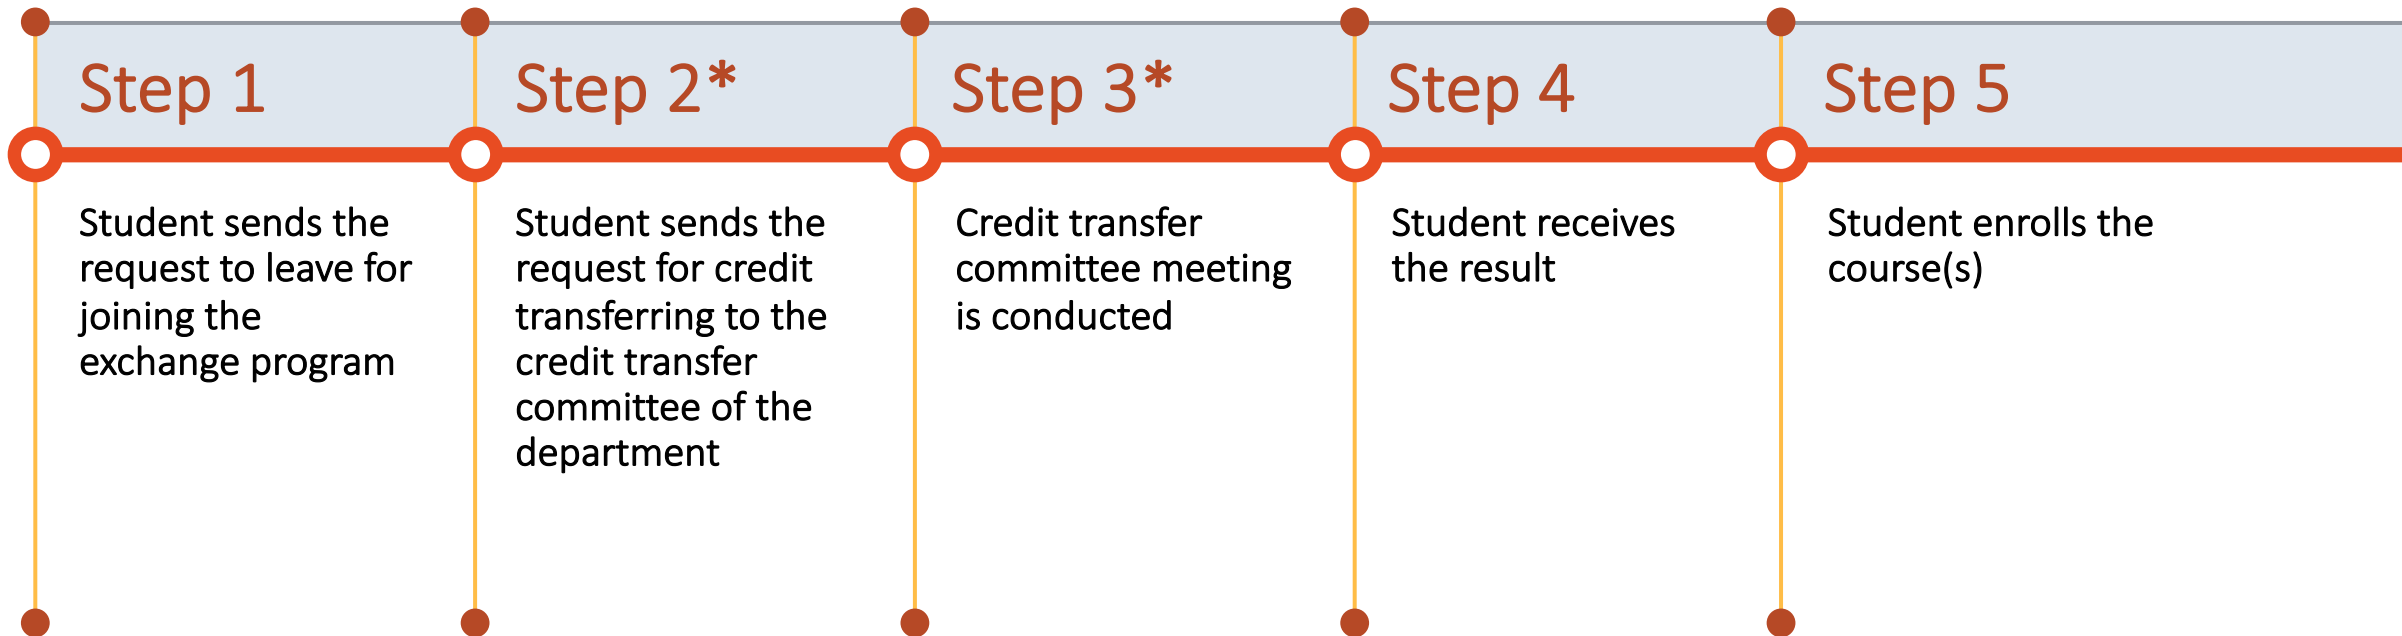 Step 1
Student sends the
request to leave for
joining the
exchange program
Step 2*
Student sends the
request for credit
transferring to the
credit transfer
committee of the
department
Step 3*
Credit transfer
committee meeting
is conducted
Step 4
Student receives
the result
Step 5
Student enrolls the
course(s)